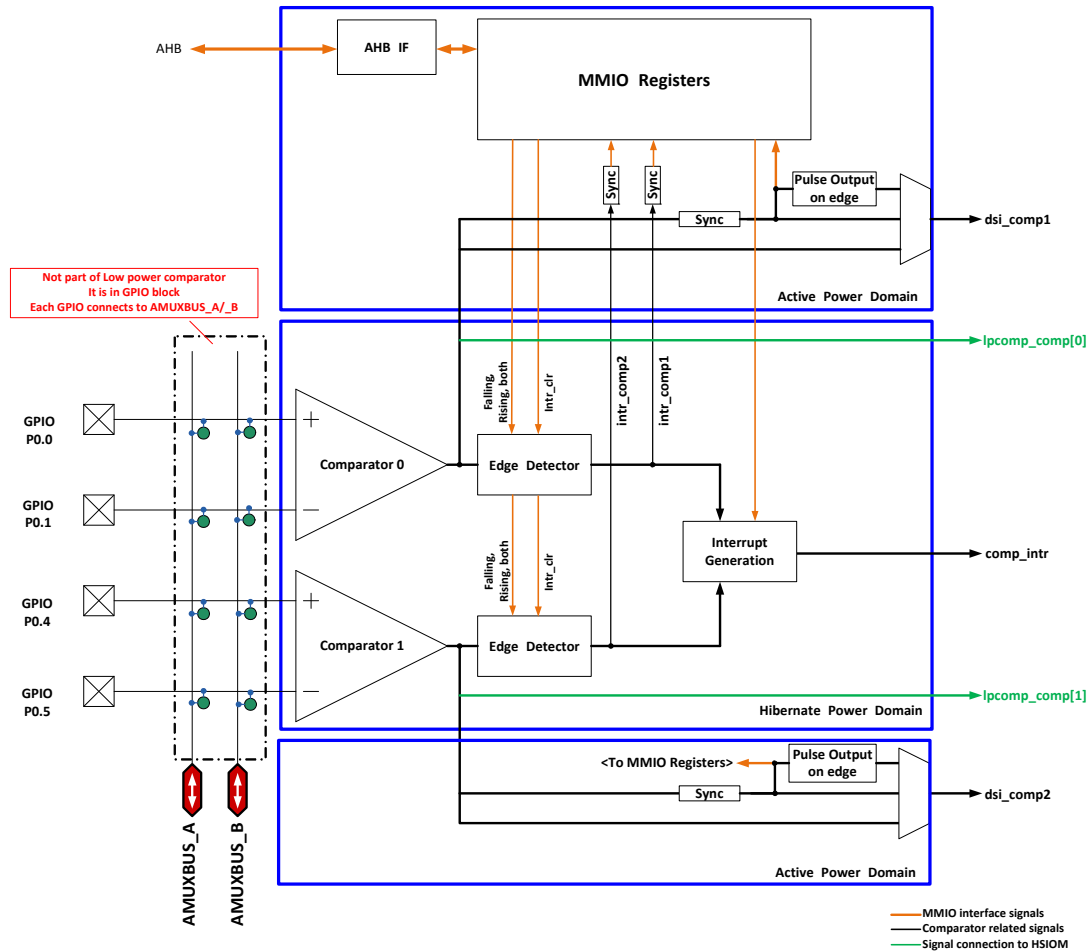 AHB
AHB IF
MMIO Registers
Sync
Sync
Pulse Output
on edge
Sync
dsi_comp1
Active Power Domain
Not part of Low power comparator
It is in GPIO block
Each GPIO connects to AMUXBUS_A/_B
lpcomp_comp[0]
Falling,
Rising, both
Intr_clr
intr_comp2
intr_comp1
GPIO
P0.0
+
Comparator 0
Edge Detector
GPIO
P0.1
−
Interrupt
Generation
comp_intr
Falling,
Rising, both
Intr_clr
GPIO
P0.4
+
Comparator 1
Edge Detector
GPIO
P0.5
−
lpcomp_comp[1]
Hibernate Power Domain
<To MMIO Registers>
Pulse Output
on edge
Sync
dsi_comp2
AMUXBUS_A
AMUXBUS_B
Active Power Domain
MMIO interface signals
Comparator related signals
Signal connection to HSIOM